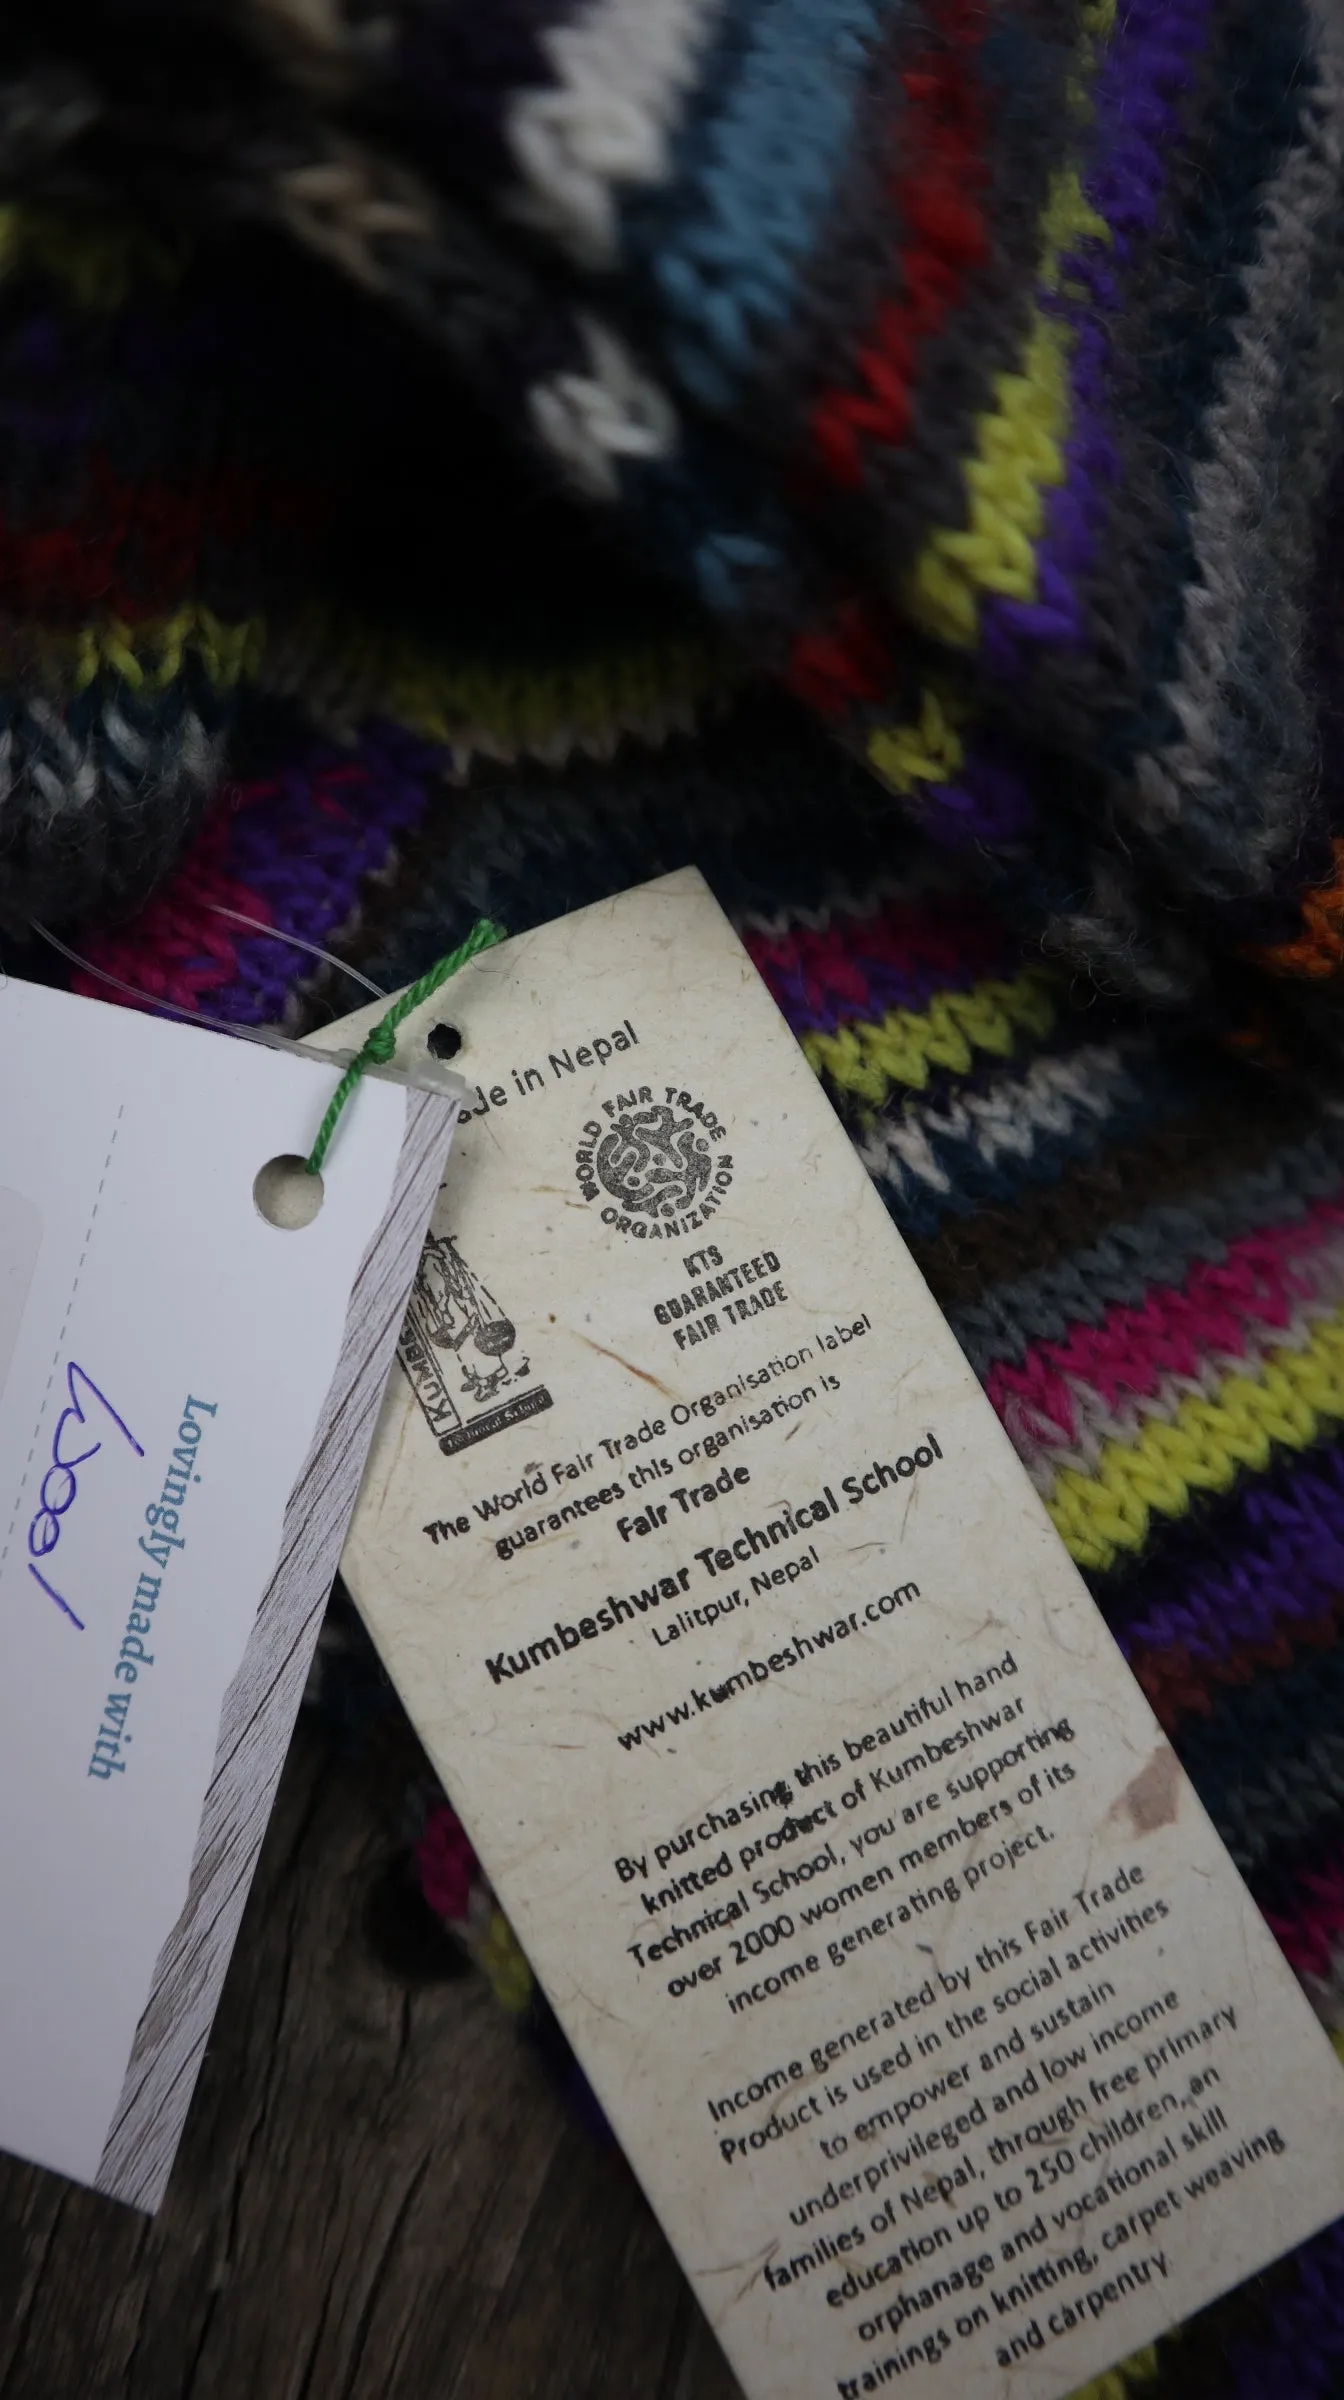 Lovingly made with
wool
de in Nepal
WORLD FAIR TRADE ORGANIZATION
KTS
GUARANTEED
FAIR TRADE
KUMB
Technical School
The World Fair Trade Organisation label
guarantees this organisation is
Fair Trade
Kumbeshwar Technical School
Lalitpur, Nepal
www.kumbeshwar.com
By purchasing this beautiful hand
knitted product of Kumbeshwar
Technical School, you are supporting
over 2000 women members of its
income generating project.
Income generated by this Fair Trade
Product is used in the social activities
to empower and sustain
underprivileged and low income
families of Nepal, through free primary
education up to 250 children, an
orphanage and vocational skill
trainings on knitting, carpet weaving
and carpentry